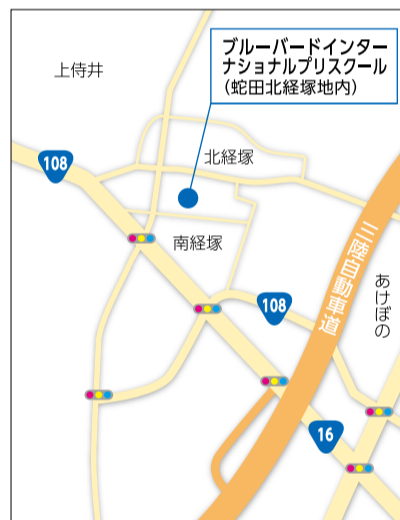 ブルーバードインター
ナショナルプリスクール
（蛇田北経塚地内）
上侍井
108
北経塚
南経塚
108
三陸自動車道
あけぼの
16